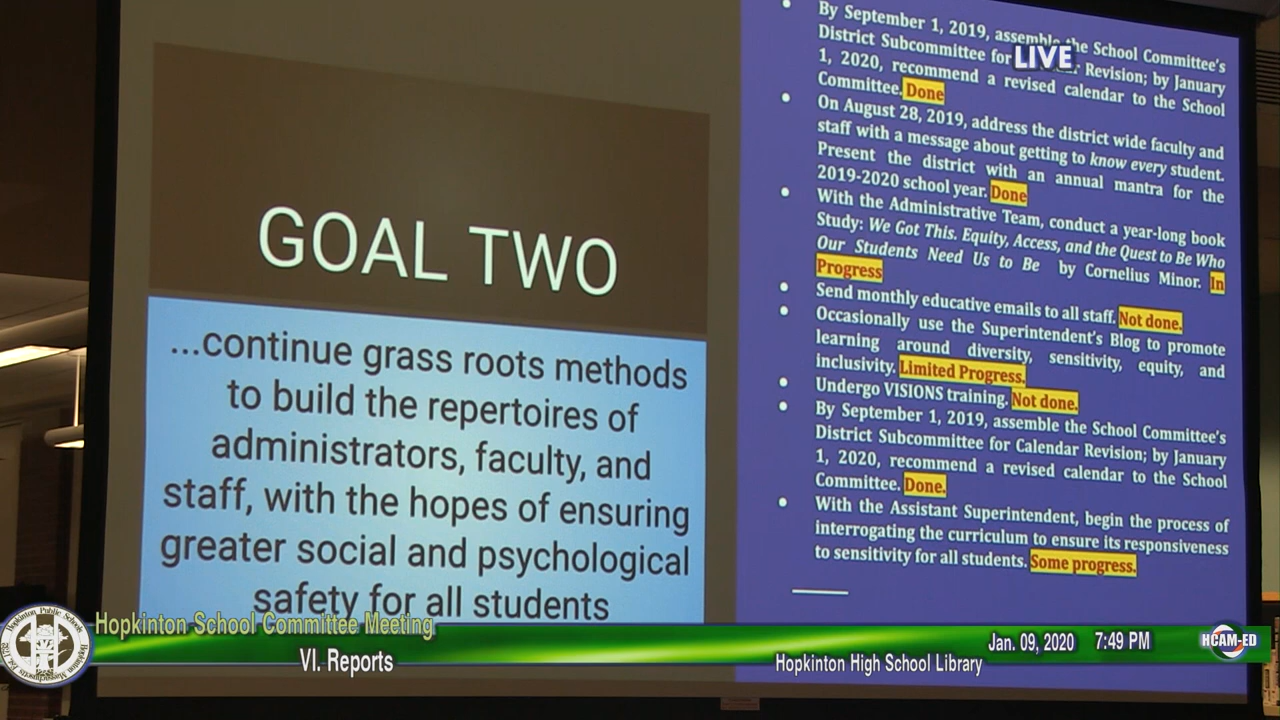 GOAL TWO
...continue grass roots methods
to build the repertoires of
administrators, faculty, and
staff, with the hopes of ensuring
greater social and psychological
safety for all students
• By September 1, 2019, assemble the School Committee's
District Subcommittee for Revision; by January
1, 2020, recommend a revised calendar to the School
Committee. Done
• On August 28, 2019, address the district wide faculty and
staff with a message about getting to know every student.
Present the district with an annual mantra for the
2019-2020 school year. Done
• With the Administrative Team, conduct a year-long book
Study: We Got This. Equity, Access, and the Quest to Be Who
Our Students Need Us to Be by Cornelius Minor. In
Progress
• Send monthly educative emails to all staff. Not done.
• Occasionally use the Superintendent's Blog to promote
learning around diversity, sensitivity, equity, and
inclusivity. Limited Progress.
• Undergo VISIONS training. Not done.
• By September 1, 2019, assemble the School Committee's
District Subcommittee for Calendar Revision; by January
1, 2020, recommend a revised calendar to the School
Committee. Done.
• With the Assistant Superintendent, begin the process of
interrogating the curriculum to ensure its responsiveness
to sensitivity for all students. Some progress.
LIVE
Hopkinton School Committee Meeting
VI. Reports
Jan. 09, 2020 7:49 PM
Hopkinton High School Library
HCAM-ED
Hopkinton Public Schools